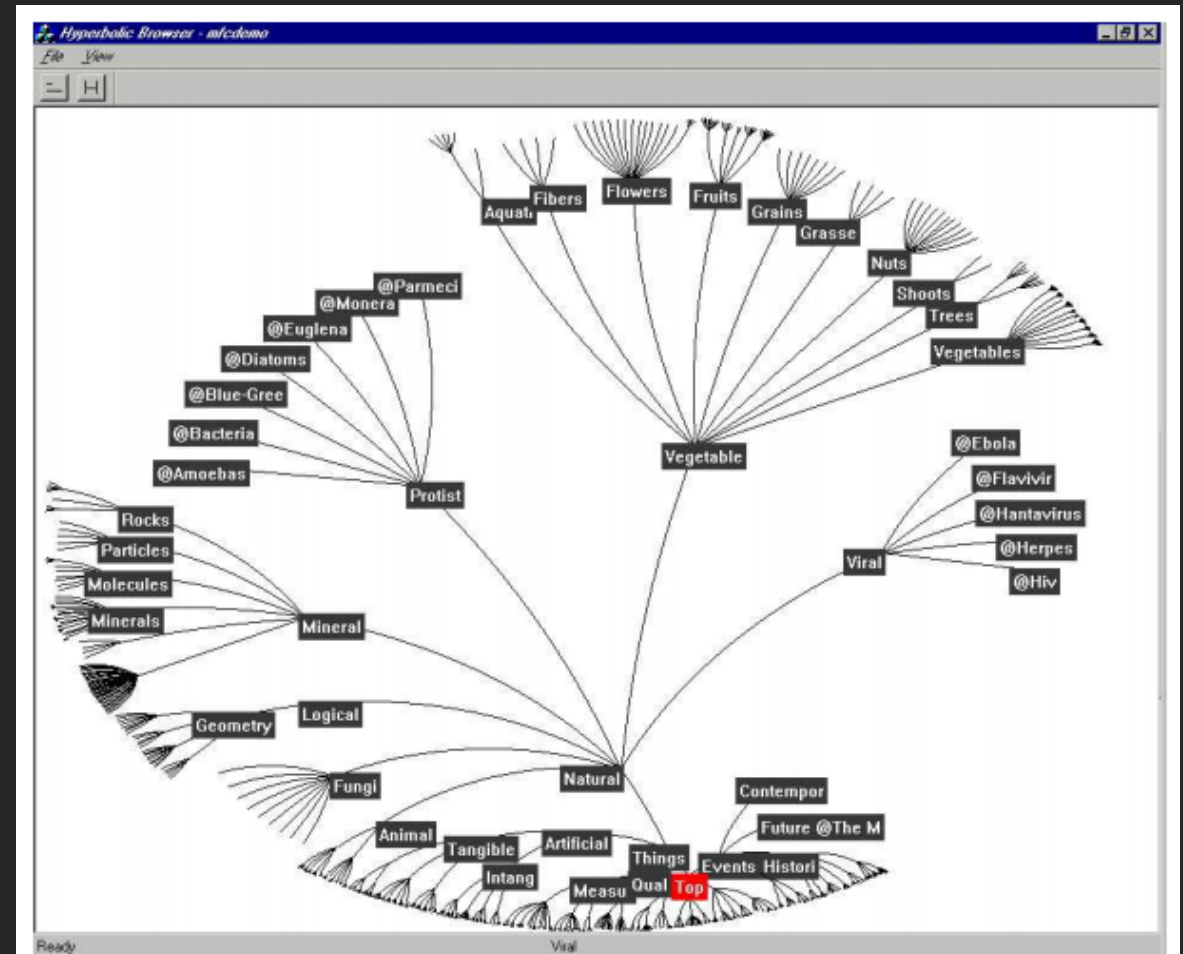 Hyperbolic Browser - mfcdemo
File View
Flowers
Fibers
Fruits
Aquati
Grains
Grasse
Nuts
@Parmeci
Shoots
@Monera
Trees
@Euglena
Vegetables
@Diatoms
@Blue-Gree
@Bacteria
@Ebola
Vegetable
@Amoebas
@Flavivir
Protist
@Hantavirus
Rocks
@Herpes
Particles
Viral
@Hiv
Molecules
Minerals
Mineral
Logical
Geometry
Natural
Fungi
Contempor
Future @The M
Animal
Artificial
Tangible
Things
Events Histori
Intang
Measu Qual Top
Ready Viral